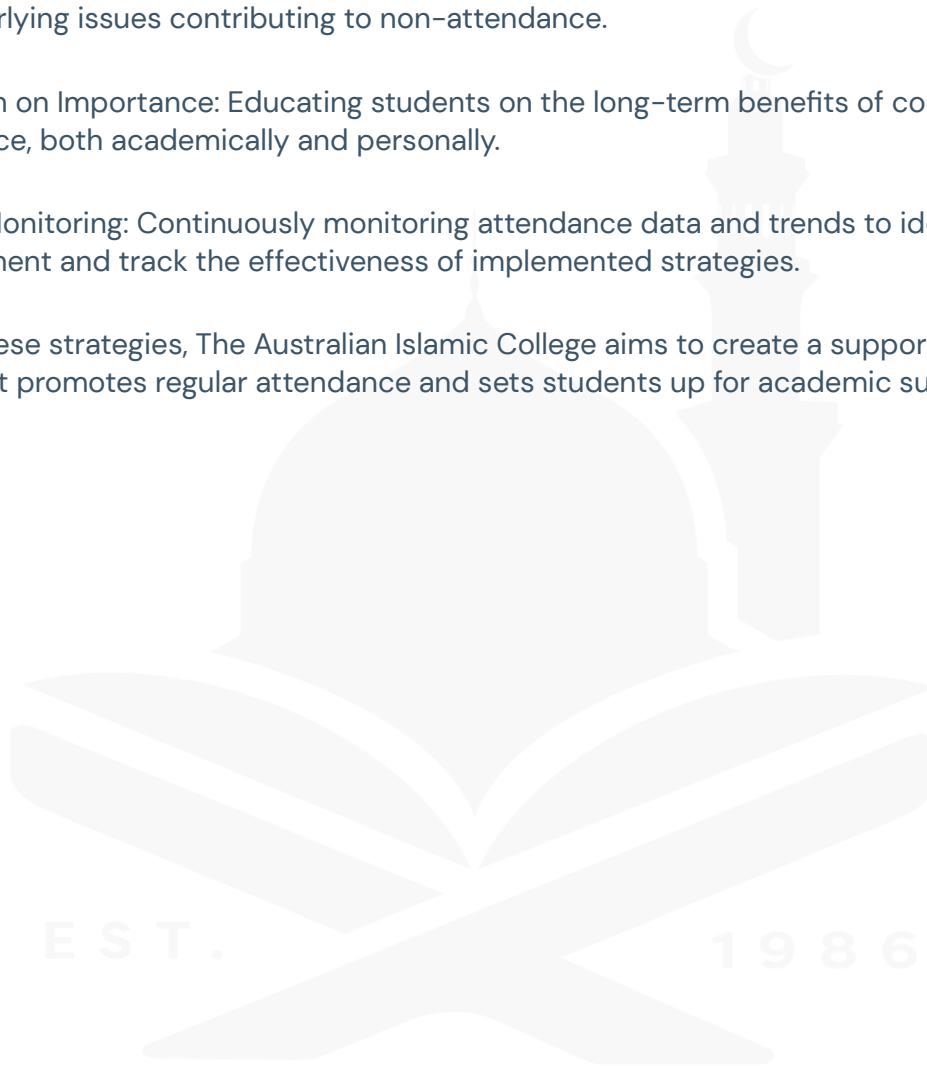 rlying issues contributing to non-attendance.
n on Importance: Educating students on the long-term benefits of co
ce, both academically and personally.
onitoring: Continuously monitoring attendance data and trends to id
ent and track the effectiveness of implemented strategies.
ese strategies, The Australian Islamic College aims to create a suppor
t promotes regular attendance and sets students up for academic su
EST. 1986